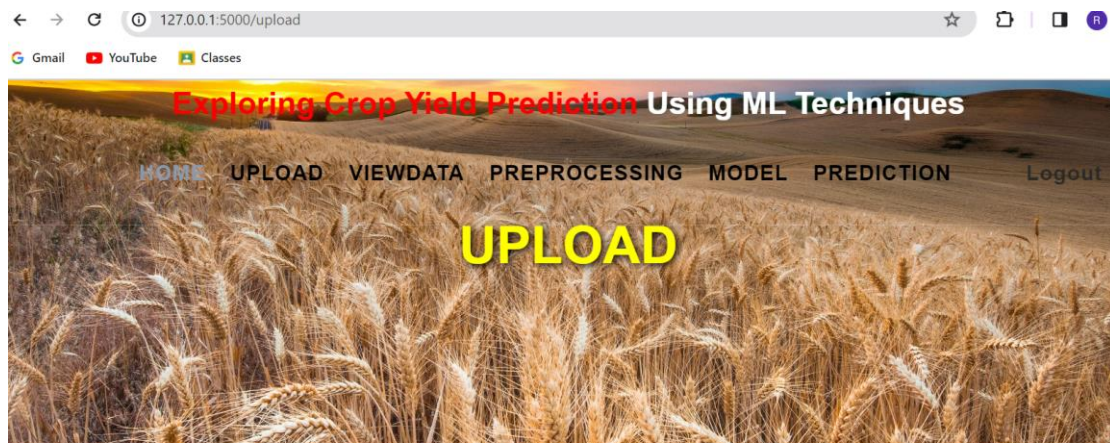 127.0.0.1:5000/upload
R
Gmail YouTube Classes
Exploring Crop Yield Prediction Using ML Techniques
HOME UPLOAD VIEWDATA PREPROCESSING MODEL PREDICTION Logout
UPLOAD